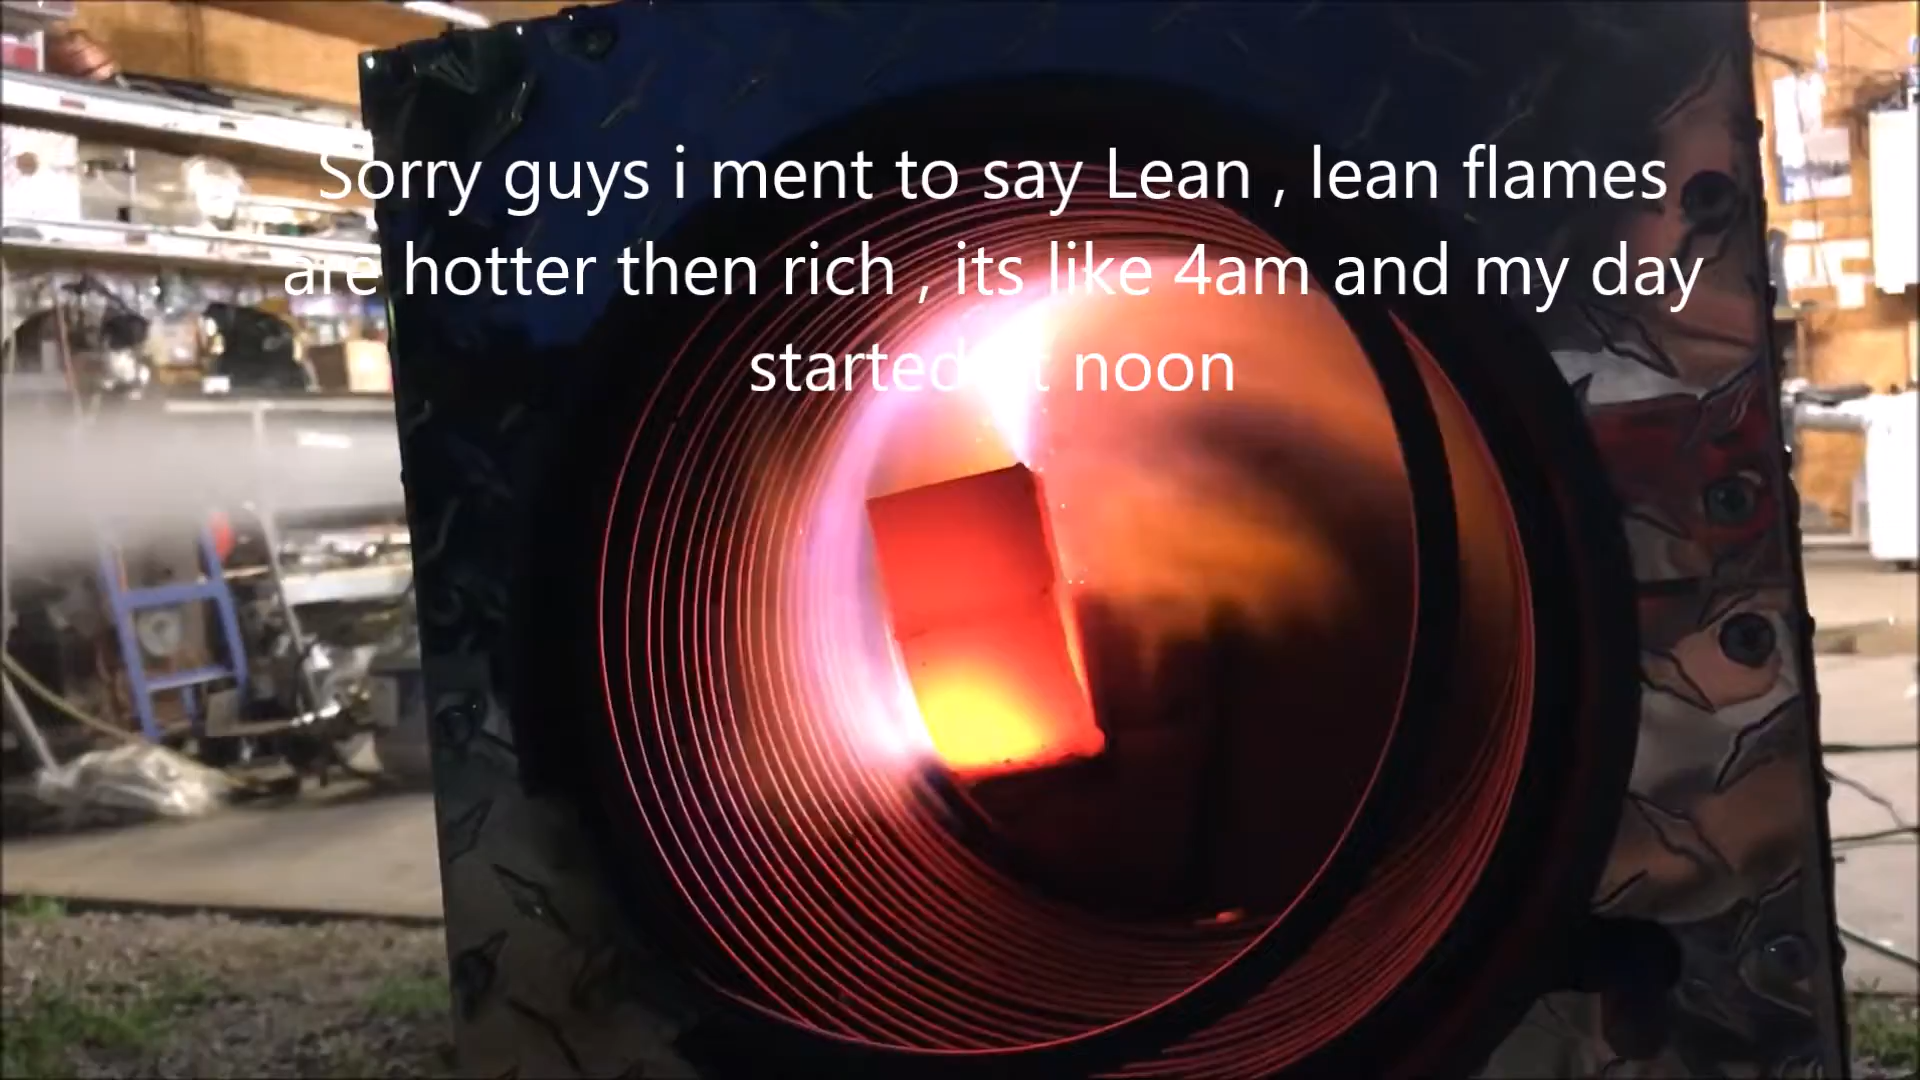 Sorry guys i ment to say Lean , lean flames
are hotter then rich , its like 4am and my day
started at noon